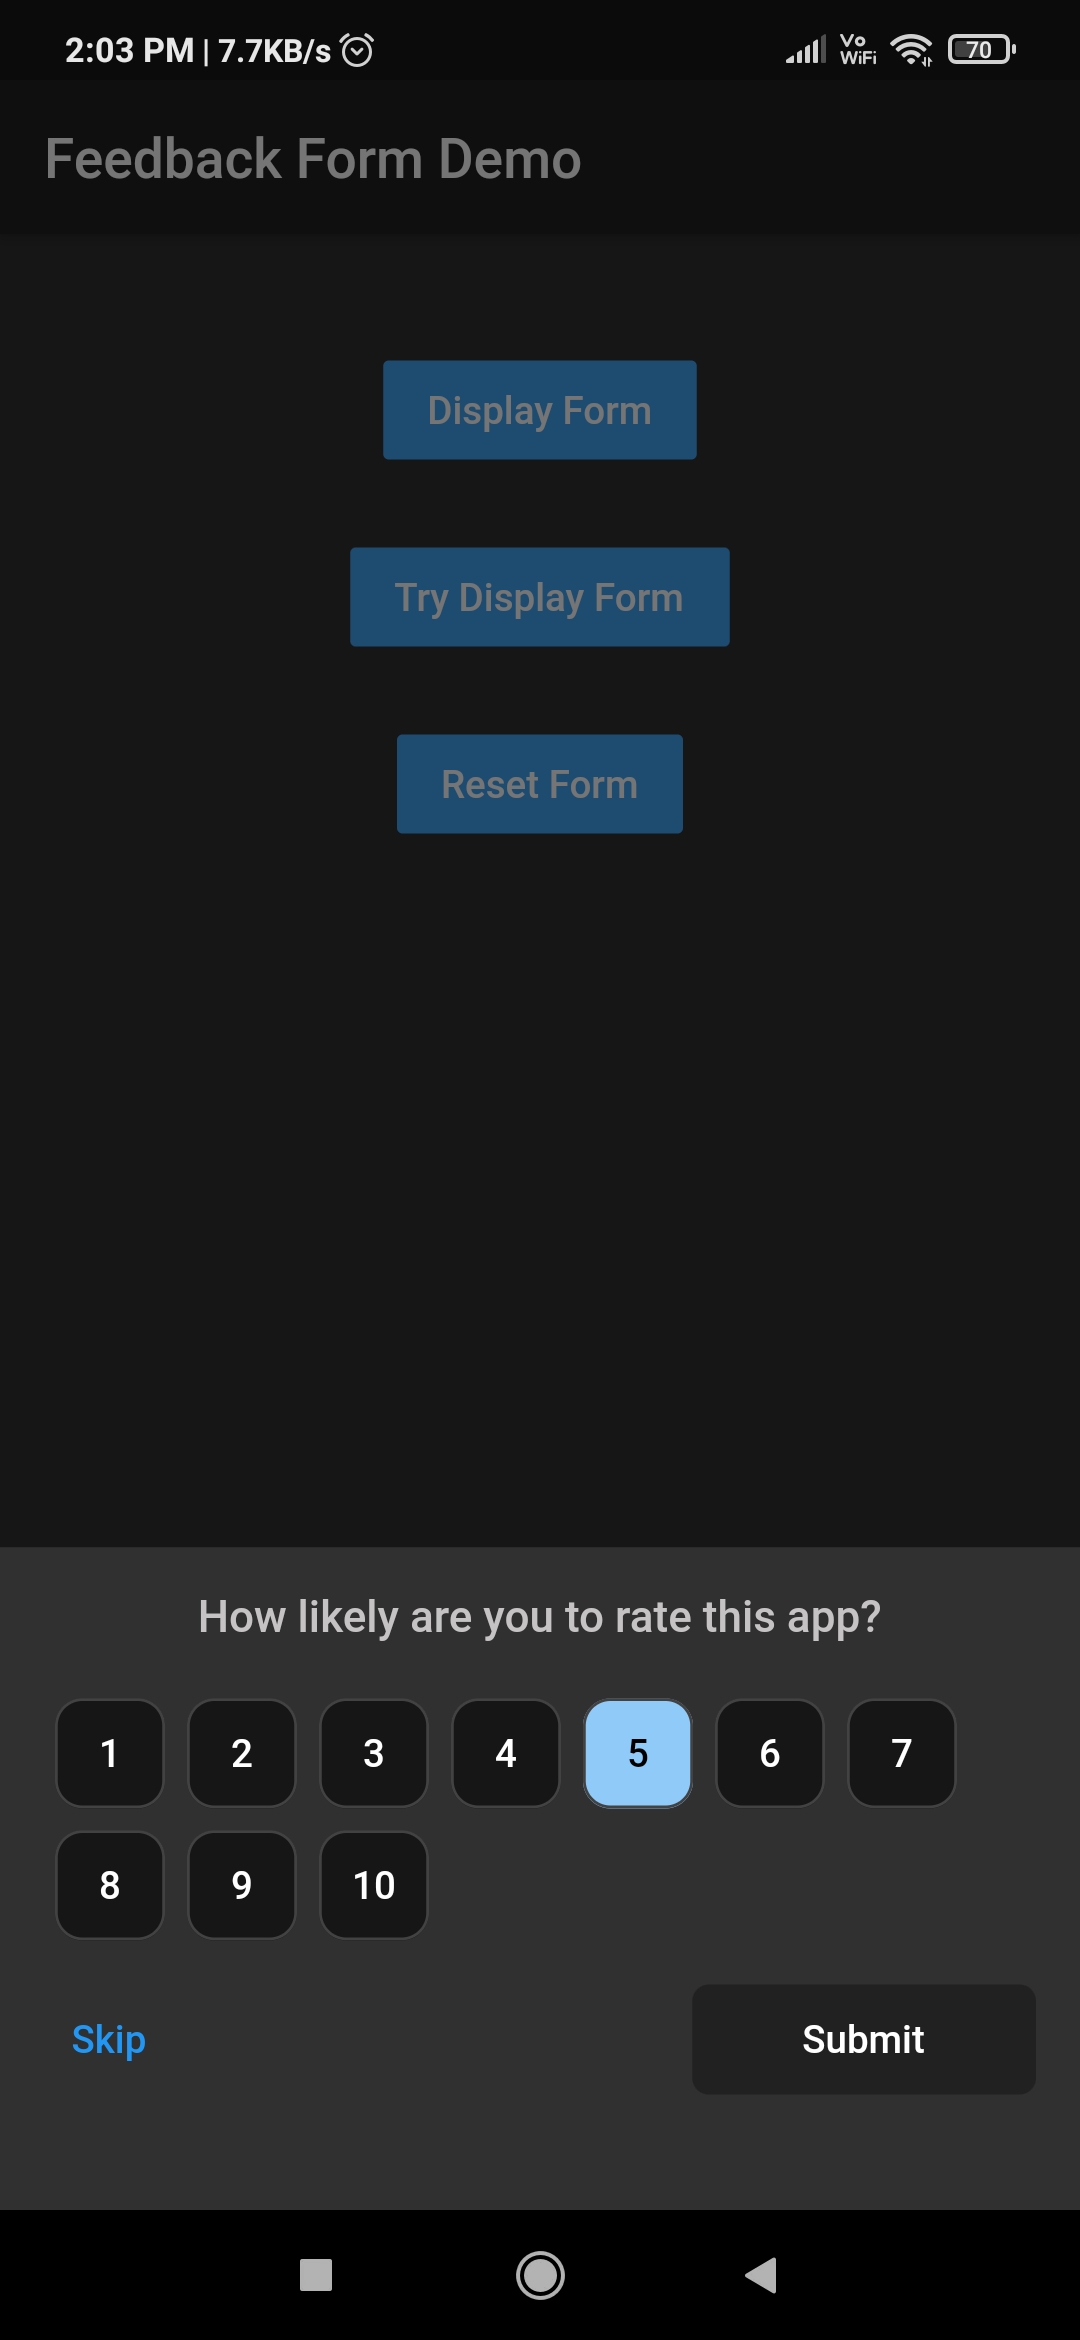 2:03 PM | 7.7KB/s
Vo
WiFi
70
Feedback Form Demo
Display Form
Try Display Form
Reset Form
How likely are you to rate this app?
1 2 3 4 5 6 7
8 9 10
Skip Submit